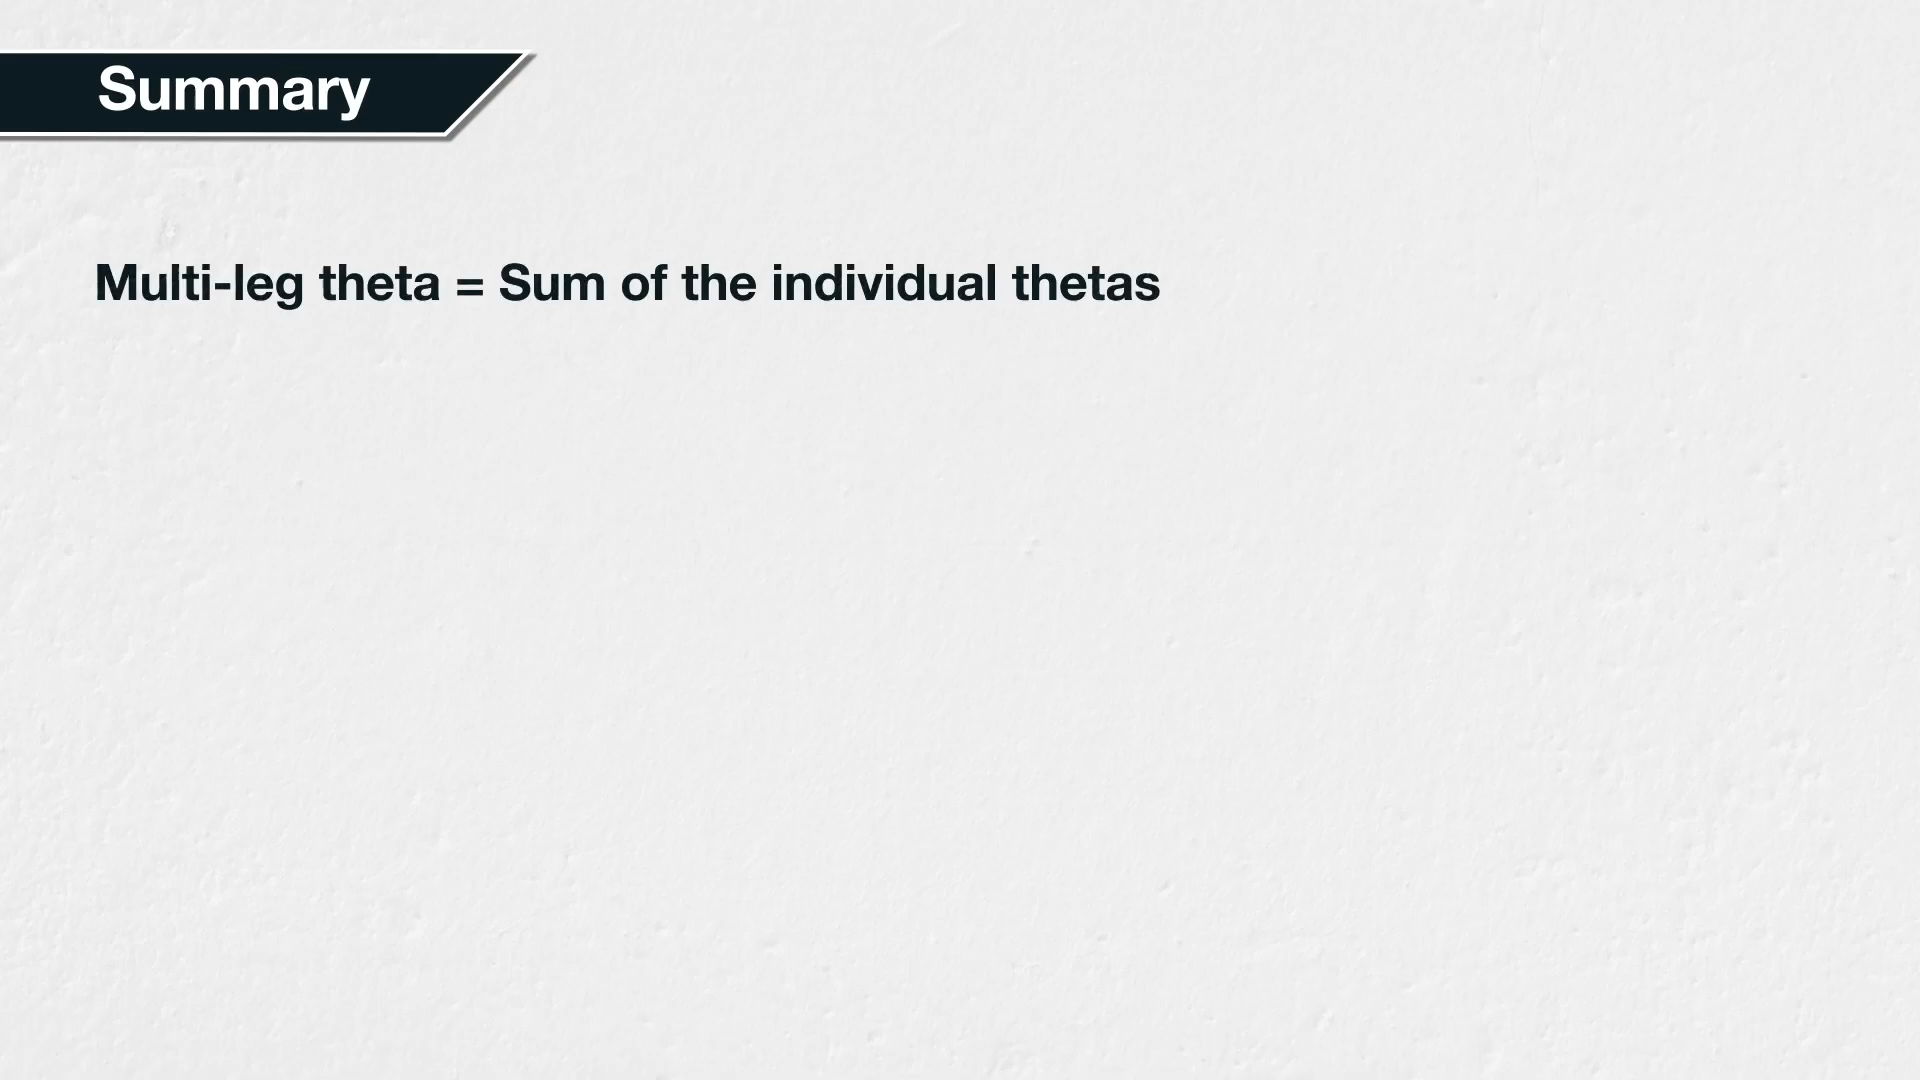 Summary
Multi-leg theta = Sum of the individual thetas